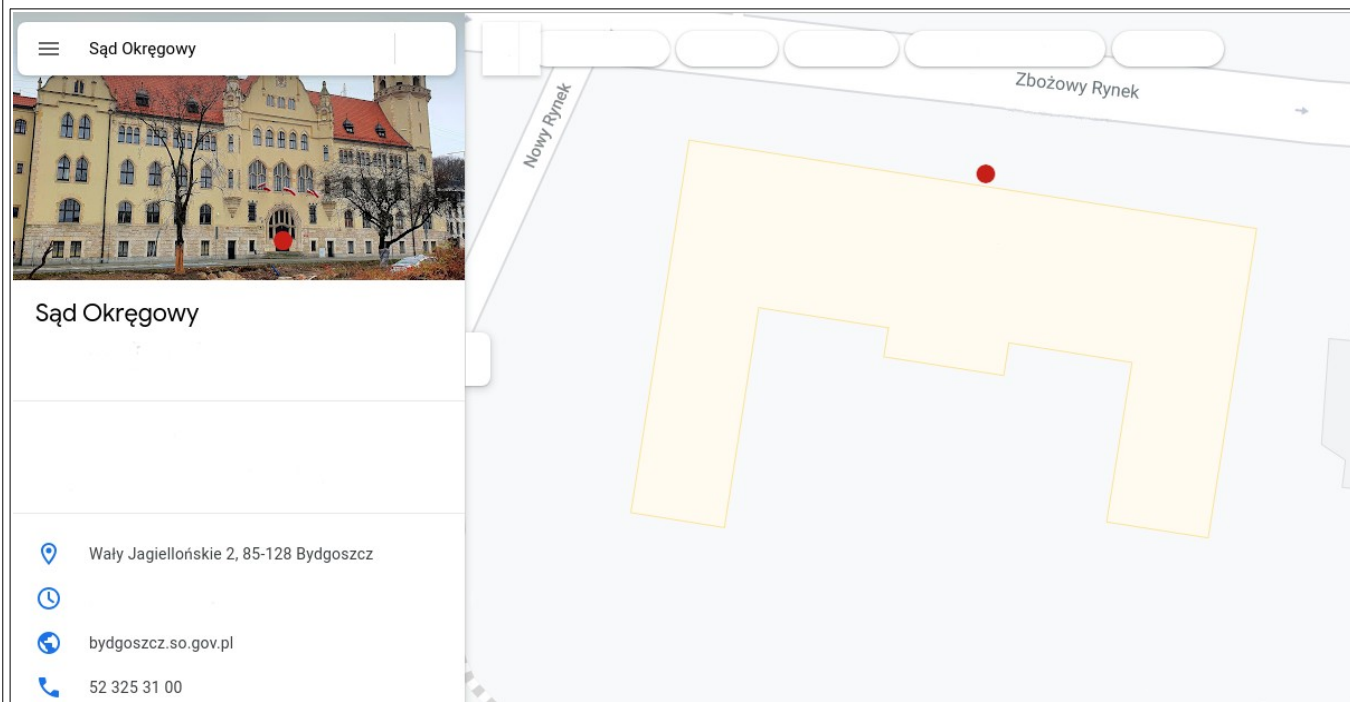 Sąd Okręgowy
Sąd Okręgowy
Wały Jagiellońskie 2, 85-128 Bydgoszcz
bydgoszcz.so.gov.pl
52 325 31 00
Nowy Rynek
Zbożowy Rynek